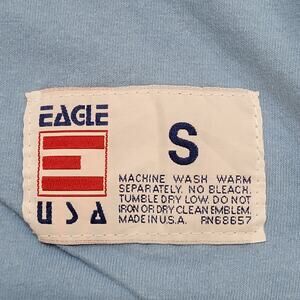 EAGLE
E
USA
S
MACHINE WASH WARM
SEPARATELY. NO BLEACH.
TUMBLE DRY LOW. DO NOT
IRON OR DRY CLEAN EMBLEM.
MADE IN U.S.A. RN68657